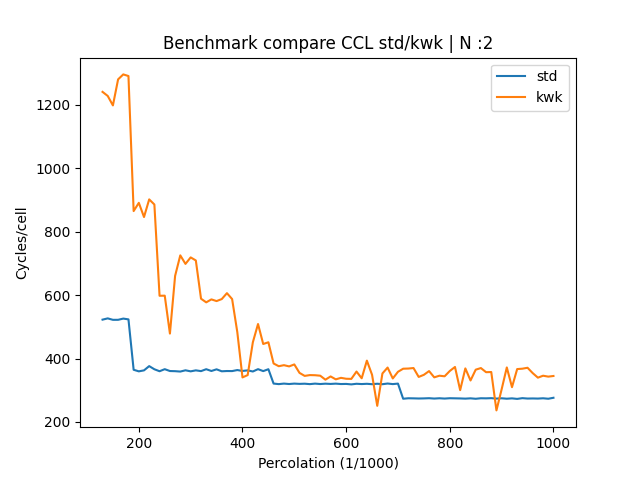 Benchmark compare CCL std/kwk | N :2
std
kwk
Cycles/cell
1200
1000
800
600
400
200
200
400
600
800
1000
Percolation (1/1000)